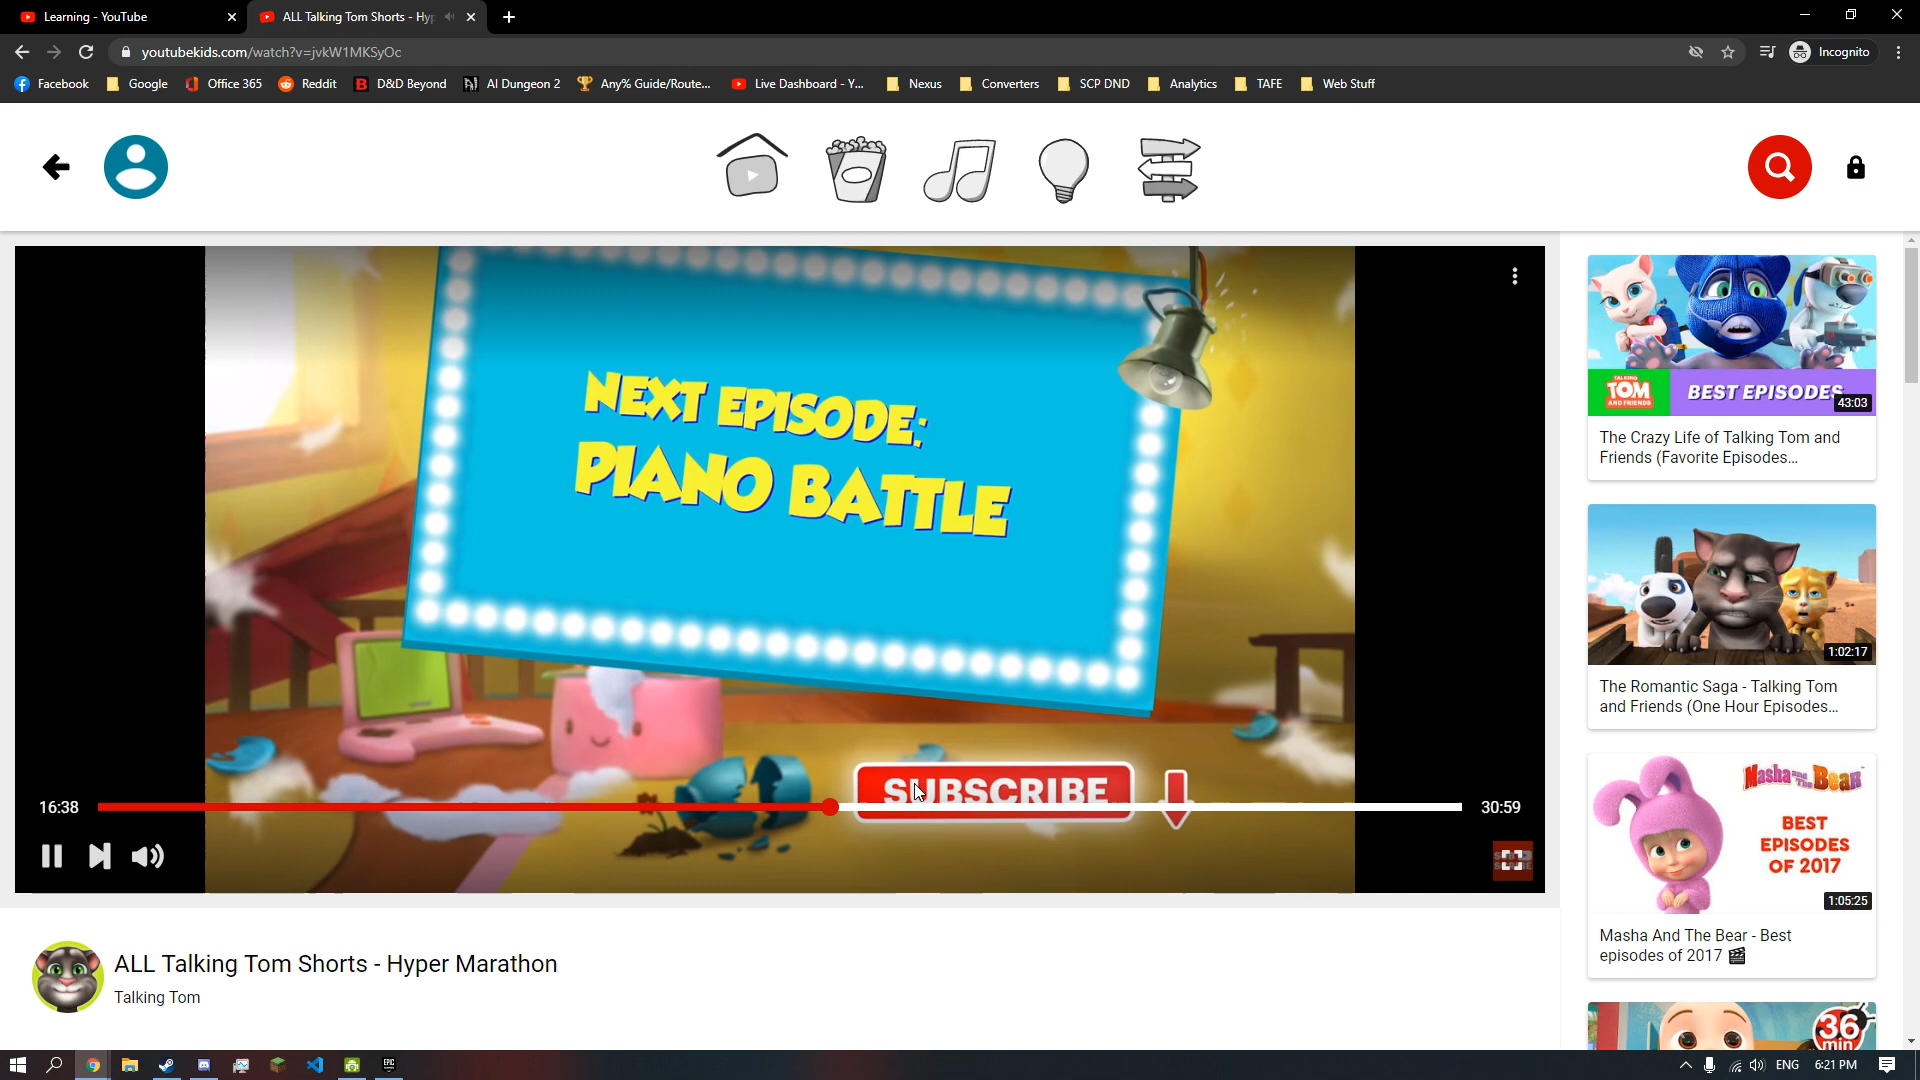 Learning - YouTube
ALL Talking Tom Shorts - Hyp
youtubekids.com/watch?v=jvkW1MKSyOc
Incognito
Facebook
Google
Office 365
Reddit
D&D Beyond
AI Dungeon 2
Any% Guide/Route...
Live Dashboard - Y...
Nexus
Converters
SCP DND
Analytics
TAFE
Web Stuff
NEXT EPISODE:
PIANO BATTLE
SUBSCRIBE
16:38
30:59
ALL Talking Tom Shorts - Hyper Marathon
Talking Tom
TALKING
TOM
AND FRIENDS
BEST EPISODES
43:03
The Crazy Life of Talking Tom and
Friends (Favorite Episodes...
1:02:17
The Romantic Saga - Talking Tom
and Friends (One Hour Episodes...
Masha and the Bear
BEST
EPISODES
OF 2017
1:05:25
Masha And The Bear - Best
episodes of 2017 🎬
36
min
EPIC
ENG
6:21 PM